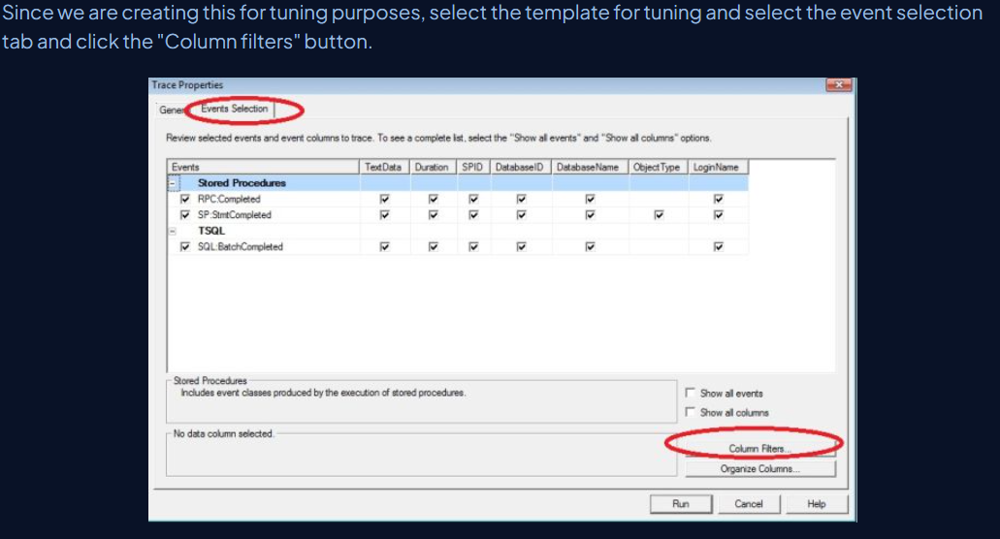 Since we are creating this for tuning purposes, select the template for tuning and select the event selection
tab and click the "Column filters" button.
Trace Properties
Gener Events Selection
Review selected events and event columns to trace. To see a complete list, select the "Show all events" and "Show all columns" options.
Events TextData Duration SPID DatabaseID DatabaseName ObjectType LoginName
Stored Procedures
RPC:Completed
SP:StmtCompleted
TSQL
SQL:BatchCompleted
Stored Procedures
Includes event classes produced by the execution of stored procedures.
Show all events
Show all columns
No data column selected.
Column Filters...
Organize Columns...
Run Cancel Help